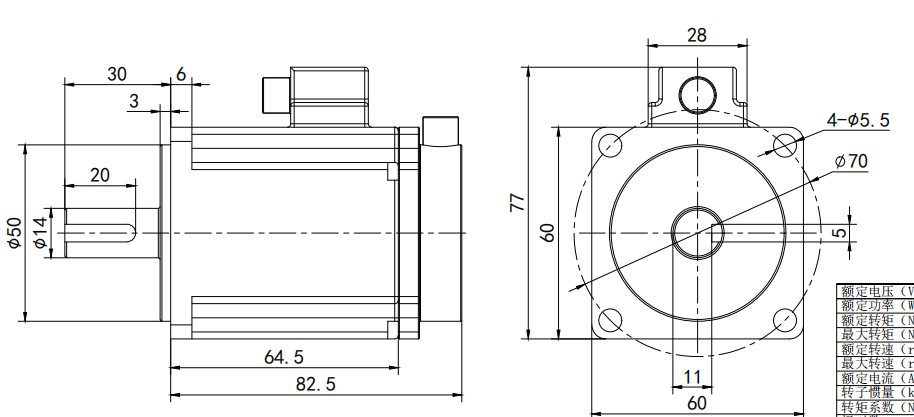 28
30
6
3
4-ϕ5.5
ϕ70
20
ϕ50
ϕ14
77
60
5
64.5
82.5
11
60
额定电压（V
额定功率（W
额定转矩（N
最大转矩（N
额定转速（r
最大转速（r
额定电流（A
转子惯量（k
转矩系数（N